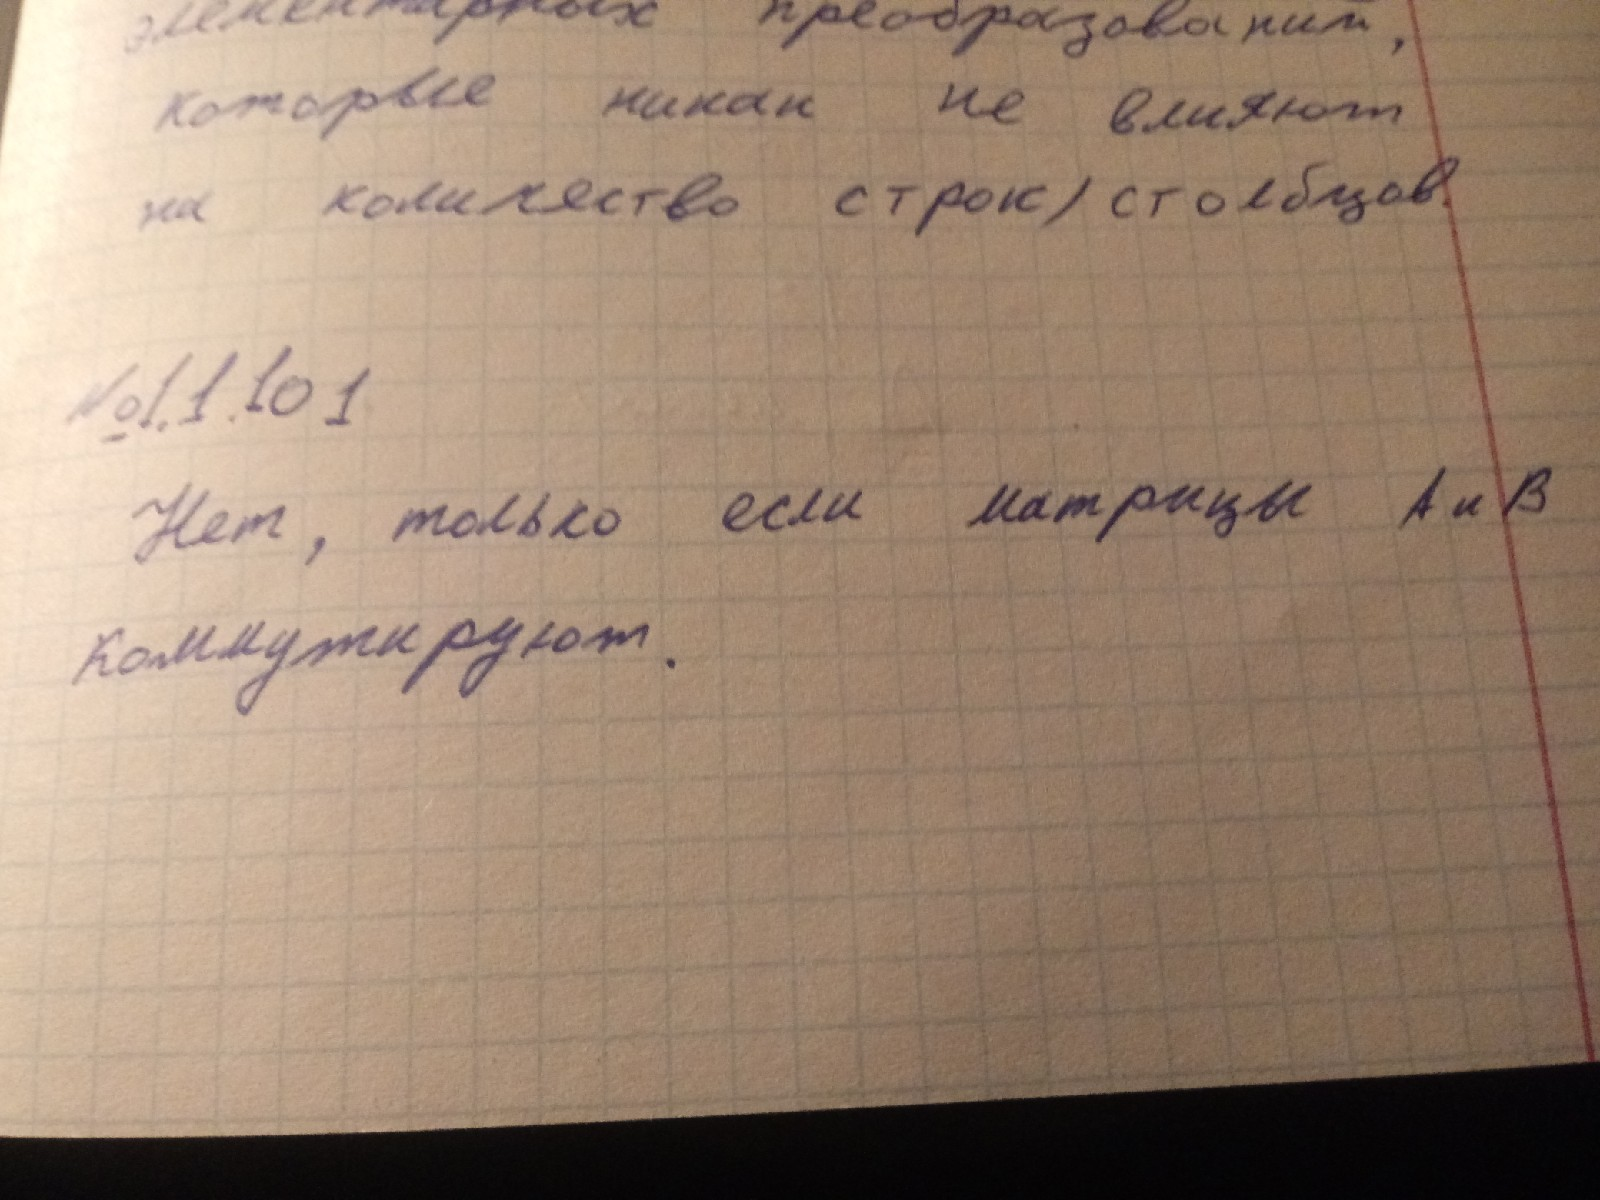 элементарных преобразований,
которые никак не влияют
на количество строк/столбцов.
№1.1.101
Нет, только если матрицы А и В
коммутируют.